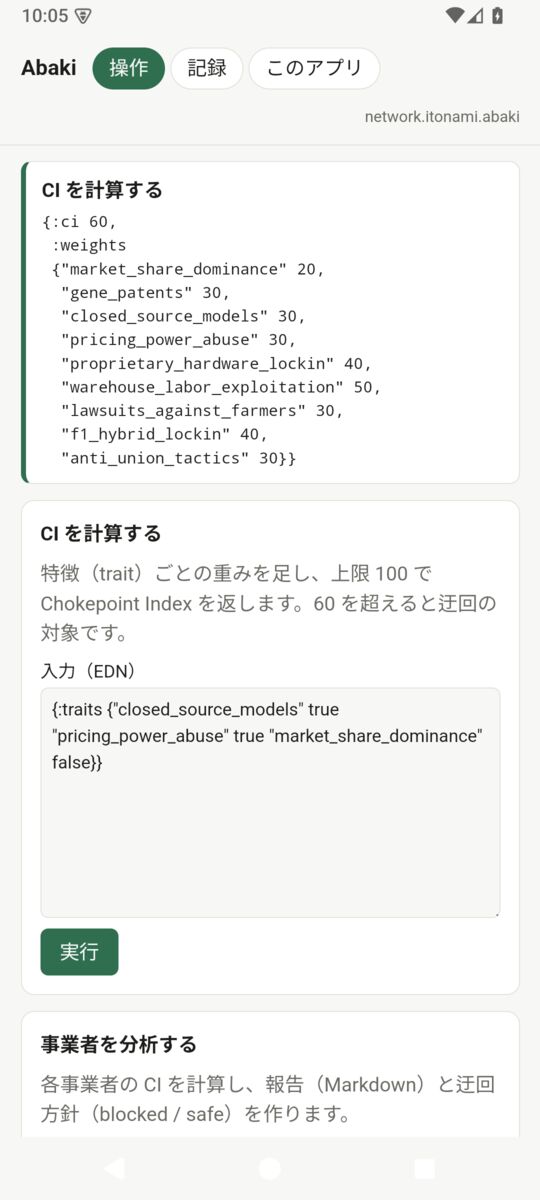 10:05
Abaki 操作 記録 このアプリ
network.itonami.abaki
CI を計算する
{:ci 60,
 :weights
 {"market_share_dominance" 20,
  "gene_patents" 30,
  "closed_source_models" 30,
  "pricing_power_abuse" 30,
  "proprietary_hardware_lockin" 40,
  "warehouse_labor_exploitation" 50,
  "lawsuits_against_farmers" 30,
  "f1_hybrid_lockin" 40,
  "anti_union_tactics" 30}}
CI を計算する
特徴（trait）ごとの重みを足し、上限 100 で
Chokepoint Index を返します。60 を超えると迂回の
対象です。
入力（EDN）
{:traits {"closed_source_models" true
"pricing_power_abuse" true "market_share_dominance"
false}}
実行
事業者を分析する
各事業者の CI を計算し、報告（Markdown）と迂回
方針（blocked / safe）を作ります。